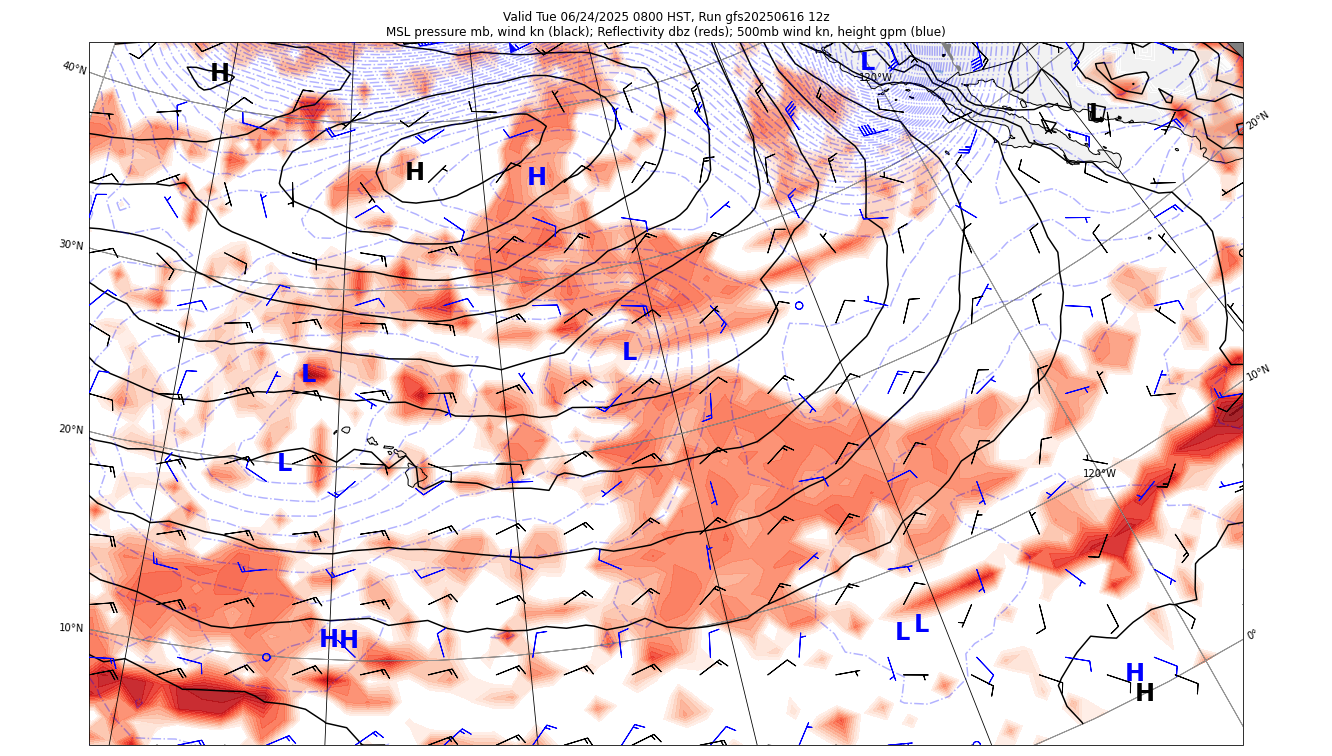 Valid Tue 06/24/2025 0800 HST, Run gfs20250616 12z
MSL pressure mb, wind kn (black); Reflectivity dbz (reds); 500mb wind kn, height gpm (blue)
L
40°N
H
120°W
L
20°N
H
H
30°N
L
L
10°N
20°N
L
120°W
10°N
L
L
0°
H
H
H
H